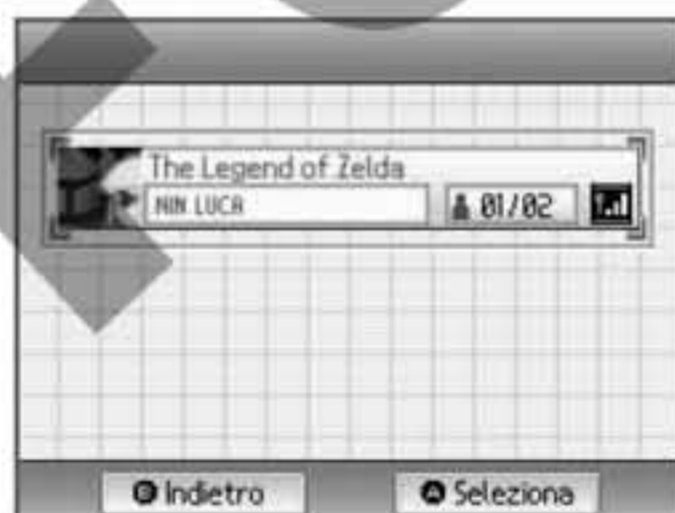 The Legend of Zelda
NIN LUCA
01/02
B Indietro
A Seleziona